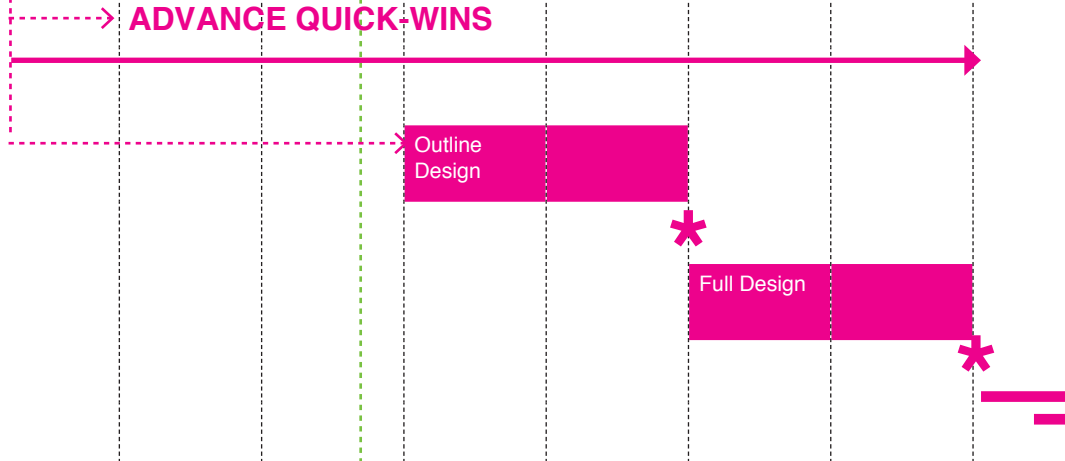 ADVANCE QUICK-WINS
Outline
Design
*
Full Design
*